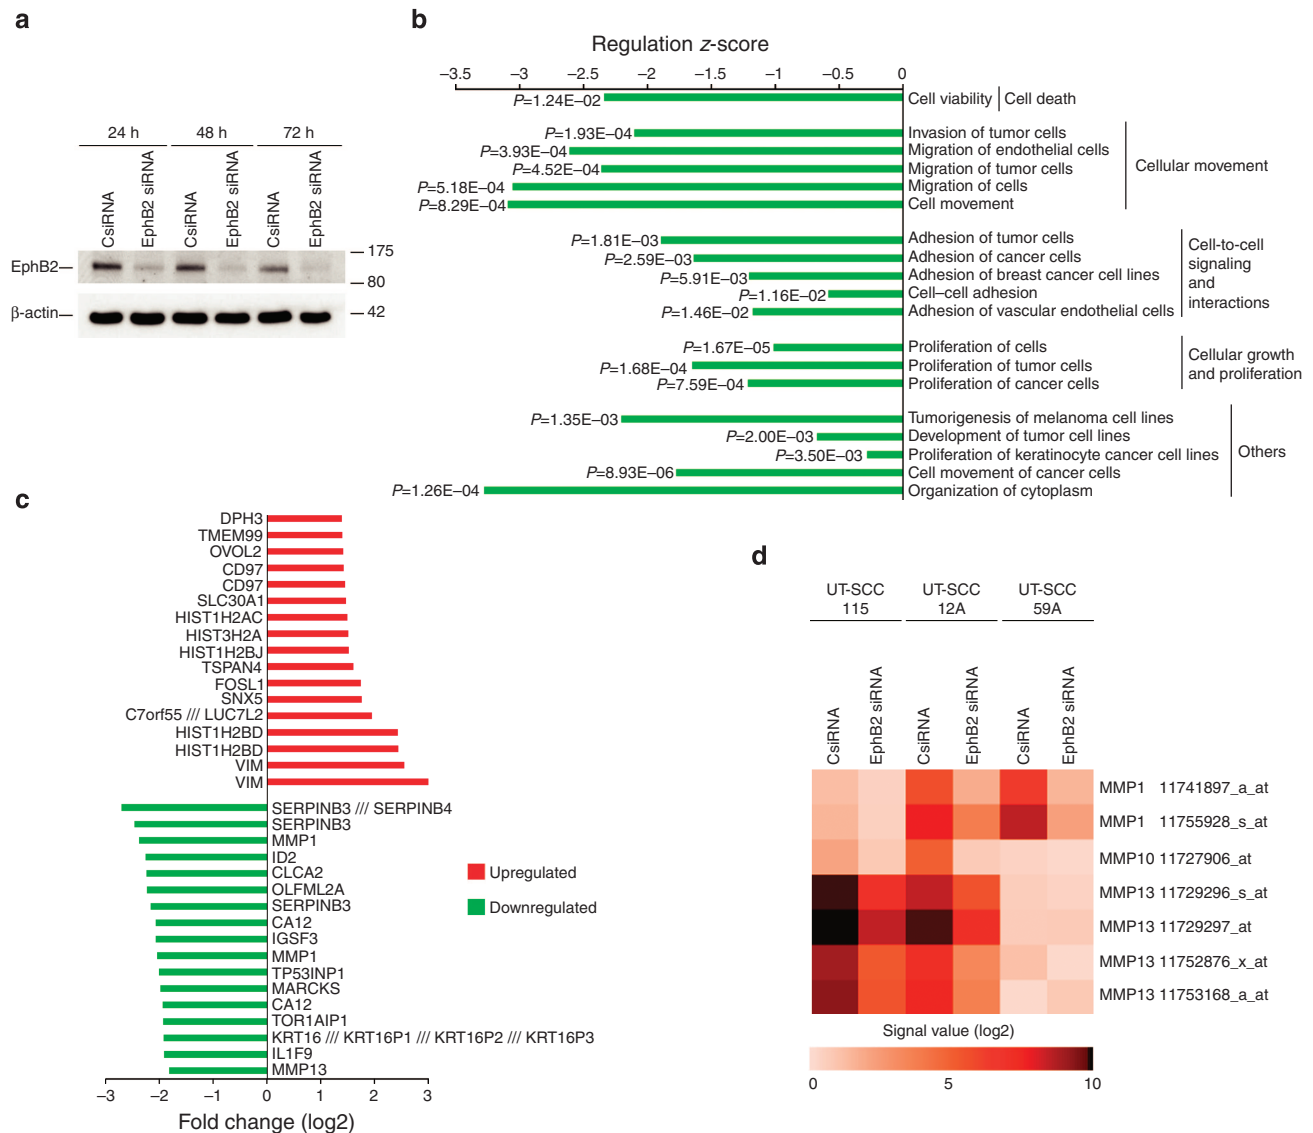 a
24 h 48 h 72 h
CsiRNA EphB2 siRNA CsiRNA EphB2 siRNA CsiRNA EphB2 siRNA
EphB2
175
80
β-actin
42
b
Regulation z-score
−3.5 −3 −2.5 −2 −1.5 −1 −0.5 0
P=1.24E–02 Cell viability Cell death
P=1.93E–04 Invasion of tumor cells
P=3.93E–04 Migration of endothelial cells
P=4.52E–04 Migration of tumor cells
P=5.18E–04 Migration of cells
P=8.29E–04 Cell movement
Cellular movement
P=1.81E–03 Adhesion of tumor cells
P=2.59E–03 Adhesion of cancer cells
P=5.91E–03 Adhesion of breast cancer cell lines
P=1.16E–02 Cell–cell adhesion
P=1.46E–02 Adhesion of vascular endothelial cells
Cell-to-cell
signaling
and
interactions
P=1.67E–05 Proliferation of cells
P=1.68E–04 Proliferation of tumor cells
P=7.59E–04 Proliferation of cancer cells
Cellular growth
and proliferation
P=1.35E–03 Tumorigenesis of melanoma cell lines
P=2.00E–03 Development of tumor cell lines
P=3.50E–03 Proliferation of keratinocyte cancer cell lines
P=8.93E–06 Cell movement of cancer cells
P=1.26E–04 Organization of cytoplasm
Others
c
DPH3
TMEM99
OVOL2
CD97
CD97
SLC30A1
HIST1H2AC
HIST3H2A
HIST1H2BJ
TSPAN4
FOSL1
SNX5
C7orf55 /// LUC7L2
HIST1H2BD
HIST1H2BD
VIM
VIM
SERPINB3 /// SERPINB4
SERPINB3
MMP1
ID2
CLCA2
OLFML2A
SERPINB3
CA12
IGSF3
MMP1
TP53INP1
MARCKS
CA12
TOR1AIP1
KRT16 /// KRT16P1 /// KRT16P2 /// KRT16P3
IL1F9
MMP13
−3 −2 −1 0 1 2 3
Fold change (log2)
Upregulated
Downregulated
d
UT-SCC
115
UT-SCC
12A
UT-SCC
59A
CsiRNA EphB2 siRNA CsiRNA EphB2 siRNA CsiRNA EphB2 siRNA
MMP1 11741897_a_at
MMP1 11755928_s_at
MMP10 11727906_at
MMP13 11729296_s_at
MMP13 11729297_at
MMP13 11752876_x_at
MMP13 11753168_a_at
Signal value (log2)
0 5 10